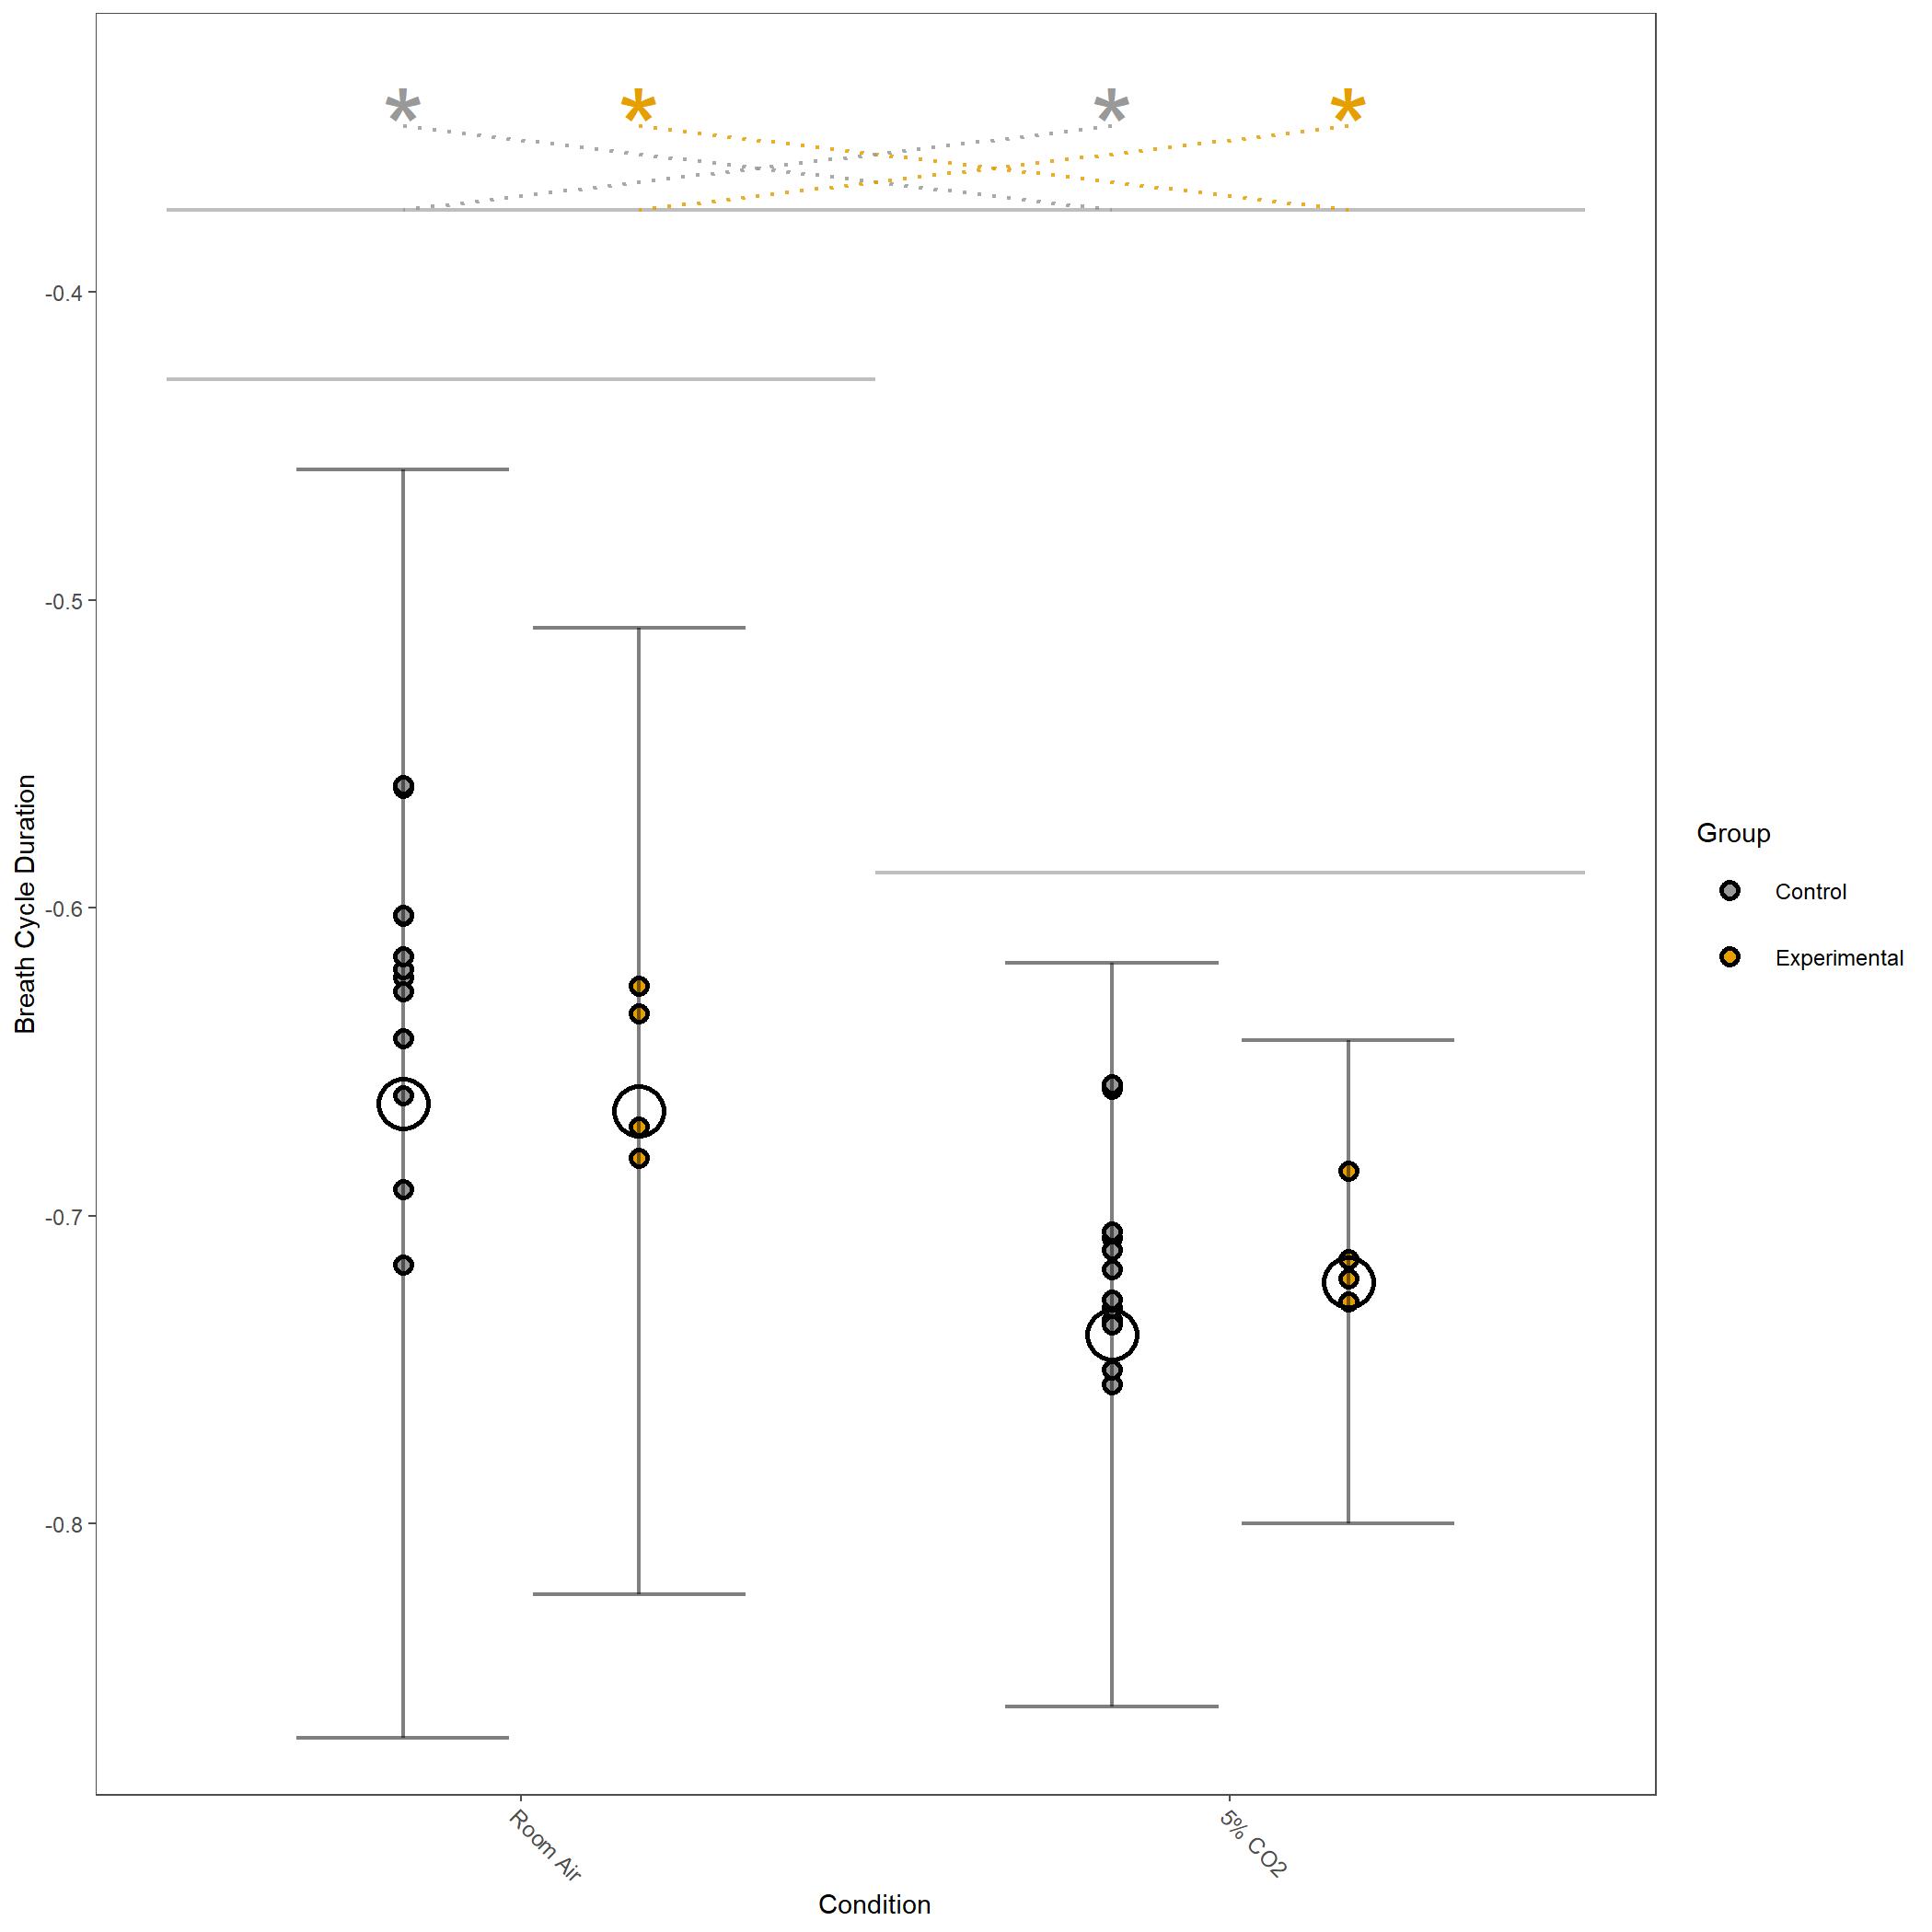 * * * *
-0.4
-0.5
-0.6
-0.7
-0.8
Breath Cycle Duration
Room Air
5% CO2
Condition
Group
Control
Experimental